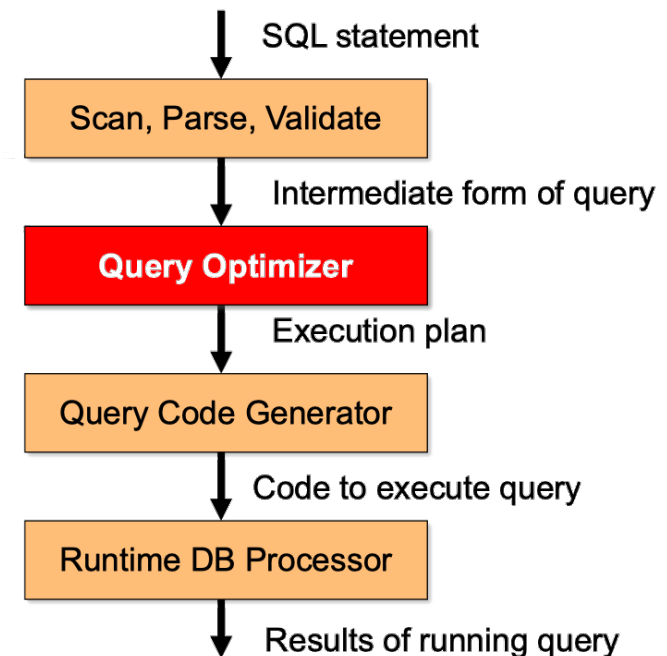 SQL statement
Scan, Parse, Validate
Intermediate form of query
Query Optimizer
Execution plan
Query Code Generator
Code to execute query
Runtime DB Processor
Results of running query